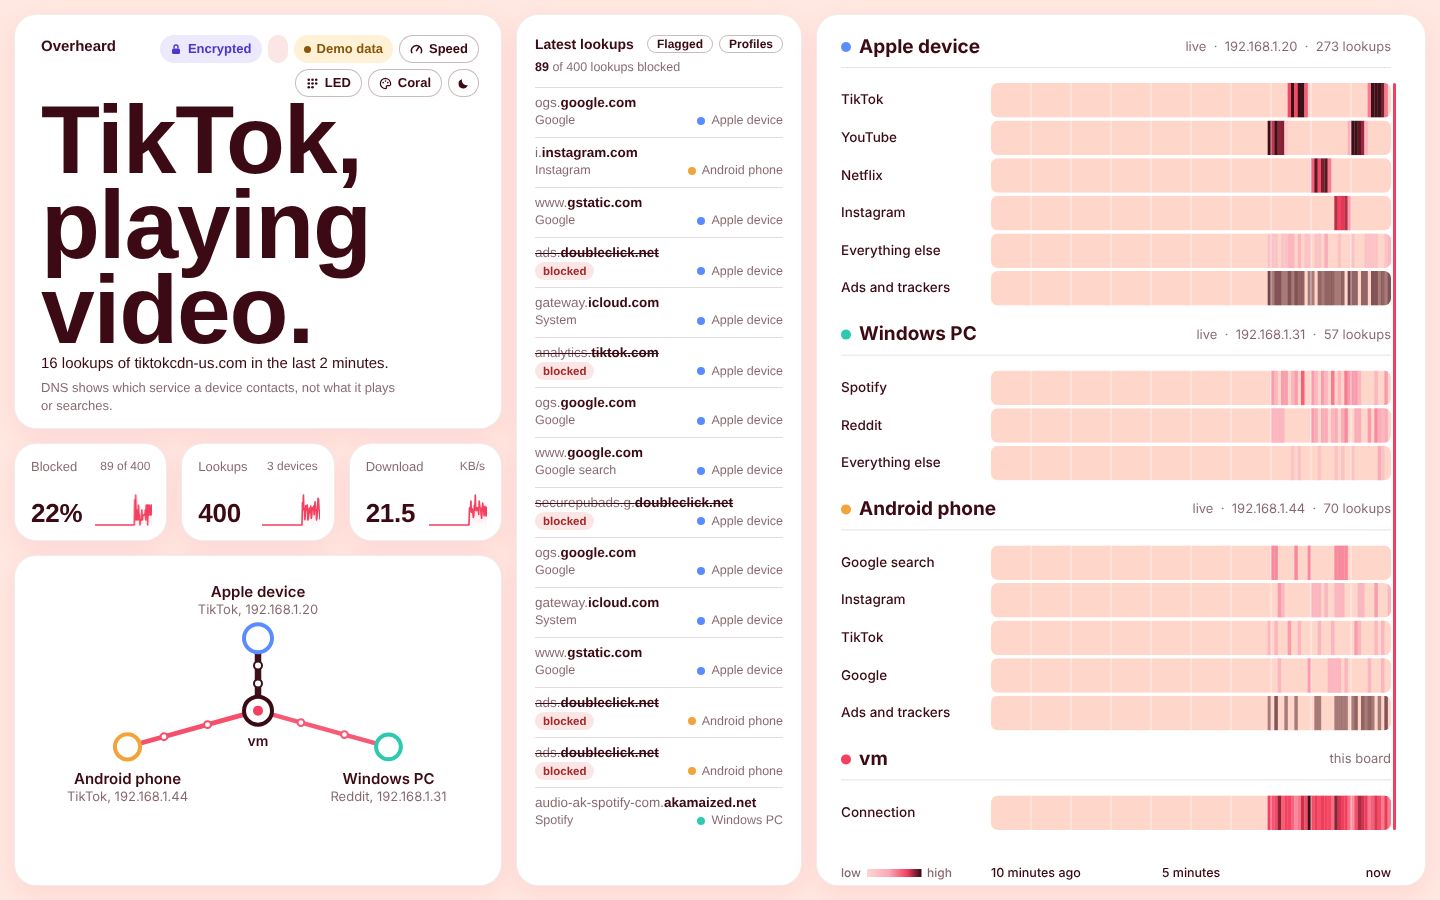 Overheard
Encrypted
Demo data
Speed
LED
Coral
TikTok,
playing
video.
16 lookups of tiktokcdn-us.com in the last 2 minutes.
DNS shows which service a device contacts, not what it plays
or searches.
Blocked 89 of 400
22%
Lookups 3 devices
400
Download KB/s
21.5
Apple device
TikTok, 192.168.1.20
vm
Android phone
TikTok, 192.168.1.44
Windows PC
Reddit, 192.168.1.31
Latest lookups
Flagged
Profiles
89 of 400 lookups blocked
ogs.google.com
Google Apple device
i.instagram.com
Instagram Android phone
www.gstatic.com
Google Apple device
ads.doubleclick.net
blocked Apple device
gateway.icloud.com
System Apple device
analytics.tiktok.com
blocked Apple device
ogs.google.com
Google Apple device
www.google.com
Google search Apple device
securepubads.g.doubleclick.net
blocked Apple device
ogs.google.com
Google Apple device
gateway.icloud.com
System Apple device
www.gstatic.com
Google Apple device
ads.doubleclick.net
blocked Android phone
ads.doubleclick.net
blocked Android phone
audio-ak-spotify-com.akamaized.net
Spotify Windows PC
Apple device live · 192.168.1.20 · 273 lookups
TikTok
YouTube
Netflix
Instagram
Everything else
Ads and trackers
Windows PC live · 192.168.1.31 · 57 lookups
Spotify
Reddit
Everything else
Android phone live · 192.168.1.44 · 70 lookups
Google search
Instagram
TikTok
Google
Ads and trackers
vm this board
Connection
low high 10 minutes ago 5 minutes now